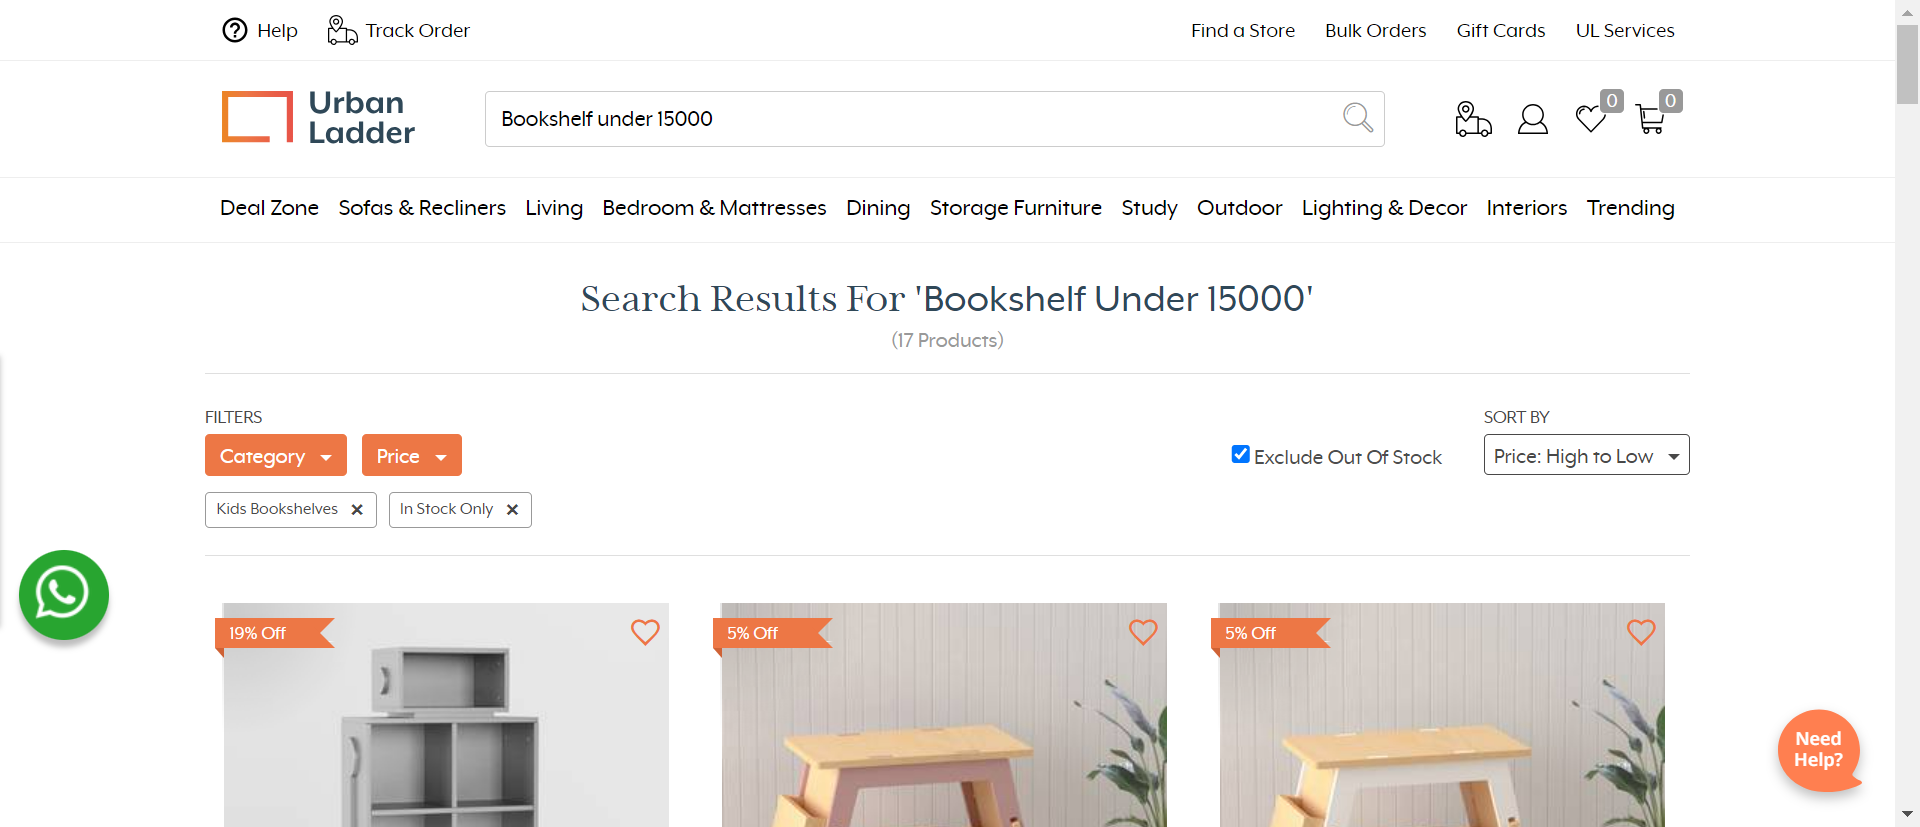 Help
Track Order
Find a Store
Bulk Orders
Gift Cards
UL Services
Urban
Ladder
Bookshelf under 15000
0
0
Deal Zone
Sofas & Recliners
Living
Bedroom & Mattresses
Dining
Storage Furniture
Study
Outdoor
Lighting & Decor
Interiors
Trending
Search Results For 'Bookshelf Under 15000'
(17 Products)
FILTERS
Category
Price
Exclude Out Of Stock
SORT BY
Price: High to Low
Kids Bookshelves
In Stock Only
19% Off
5% Off
5% Off
Need
Help?